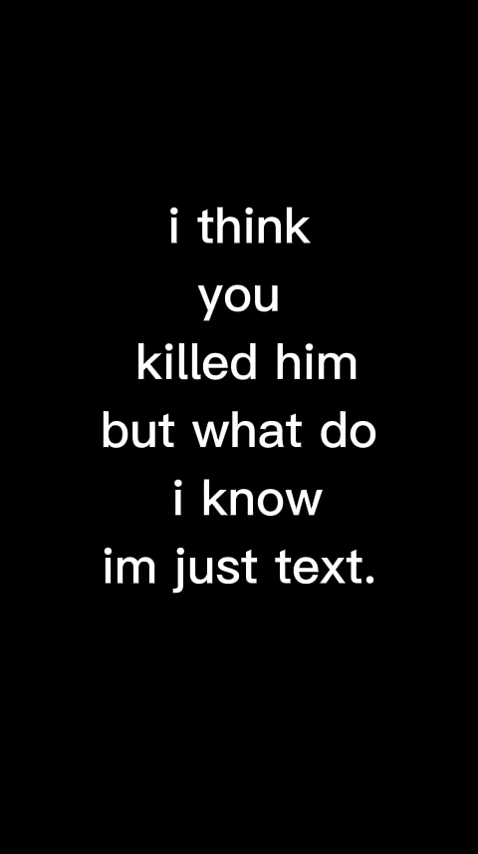 i think
you
killed him
but what do
i know
im just text.